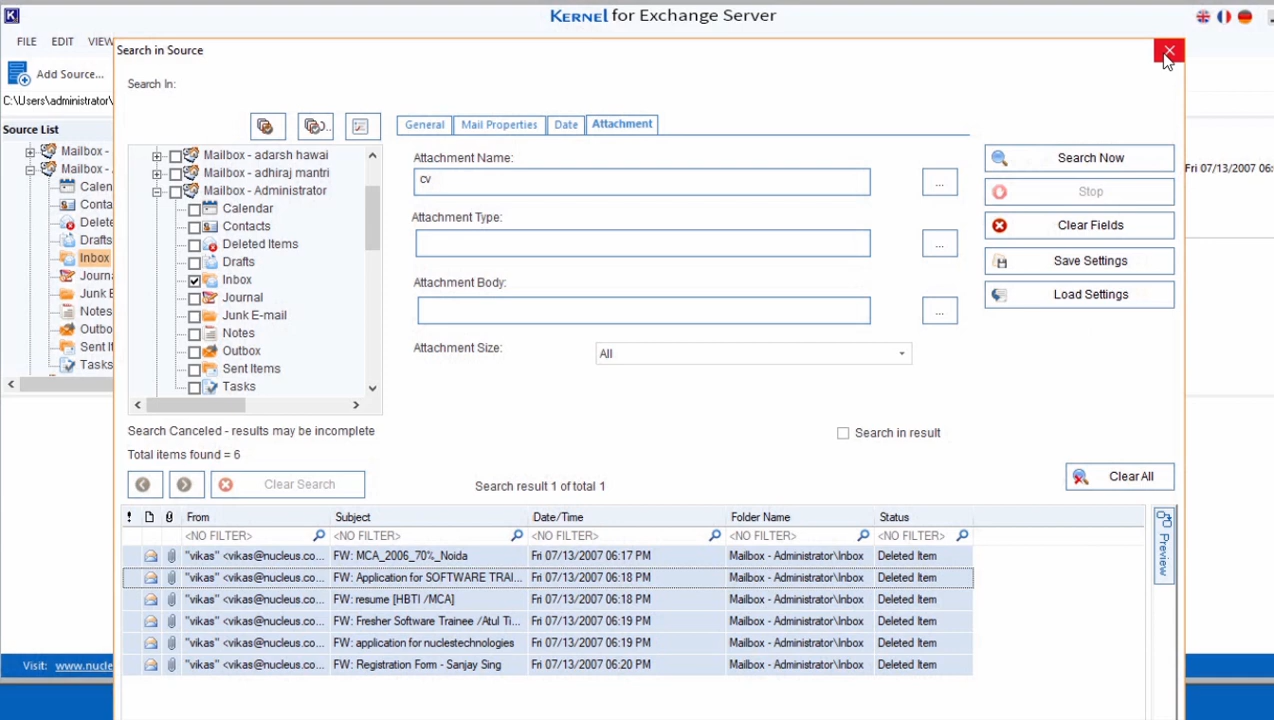 KERNEL for Exchange Server
FILE EDIT VIEW
Add Source...
C:\Users\administrator\
Source List
Mailbox -
Mailbox -
Calen
Conta
Delete
Drafts
Inbox
Journ
Junk E
Notes
Outbo
Sent I
Tasks
Fri 07/13/2007 06:
Search in Source
Search In:
Mailbox - adarsh hawai
Mailbox - adhiraj mantri
Mailbox - Administrator
Calendar
Contacts
Deleted Items
Drafts
Inbox
Journal
Junk E-mail
Notes
Outbox
Sent Items
Tasks
General Mail Properties Date Attachment
Attachment Name:
cv
...
Attachment Type:
...
Attachment Body:
...
Attachment Size: All
Search Now
Stop
Clear Fields
Save Settings
Load Settings
Search Canceled - results may be incomplete
Search in result
Total items found = 6
Clear Search
Search result 1 of total 1
Clear All
! From Subject Date/Time Folder Name Status
<NO FILTER> <NO FILTER> <NO FILTER> <NO FILTER> <NO FILTER>
"vikas" <vikas@nucleus.co... FW: MCA_2006_70%_Noida Fri 07/13/2007 06:17 PM Mailbox - Administrator\Inbox Deleted Item
"vikas" <vikas@nucleus.co... FW: Application for SOFTWARE TRAI... Fri 07/13/2007 06:18 PM Mailbox - Administrator\Inbox Deleted Item
"vikas" <vikas@nucleus.co... FW: resume [HBTI /MCA] Fri 07/13/2007 06:18 PM Mailbox - Administrator\Inbox Deleted Item
"vikas" <vikas@nucleus.co... FW: Fresher Software Trainee /Atul Ti... Fri 07/13/2007 06:19 PM Mailbox - Administrator\Inbox Deleted Item
"vikas" <vikas@nucleus.co... FW: application for nuclestechnologies Fri 07/13/2007 06:19 PM Mailbox - Administrator\Inbox Deleted Item
"vikas" <vikas@nucleus.co... FW: Registration Form - Sanjay Sing Fri 07/13/2007 06:20 PM Mailbox - Administrator\Inbox Deleted Item
Preview
Visit: www.nucle